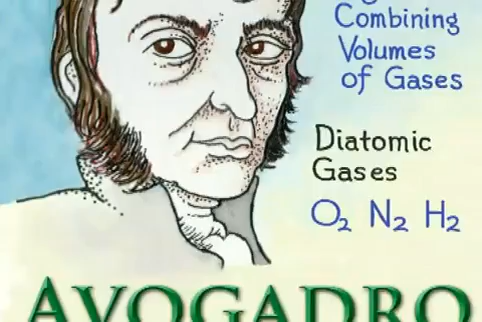 Combining
Volumes
of Gases
Diatomic
Gases
O₂ N₂ H₂
AVOGADRO